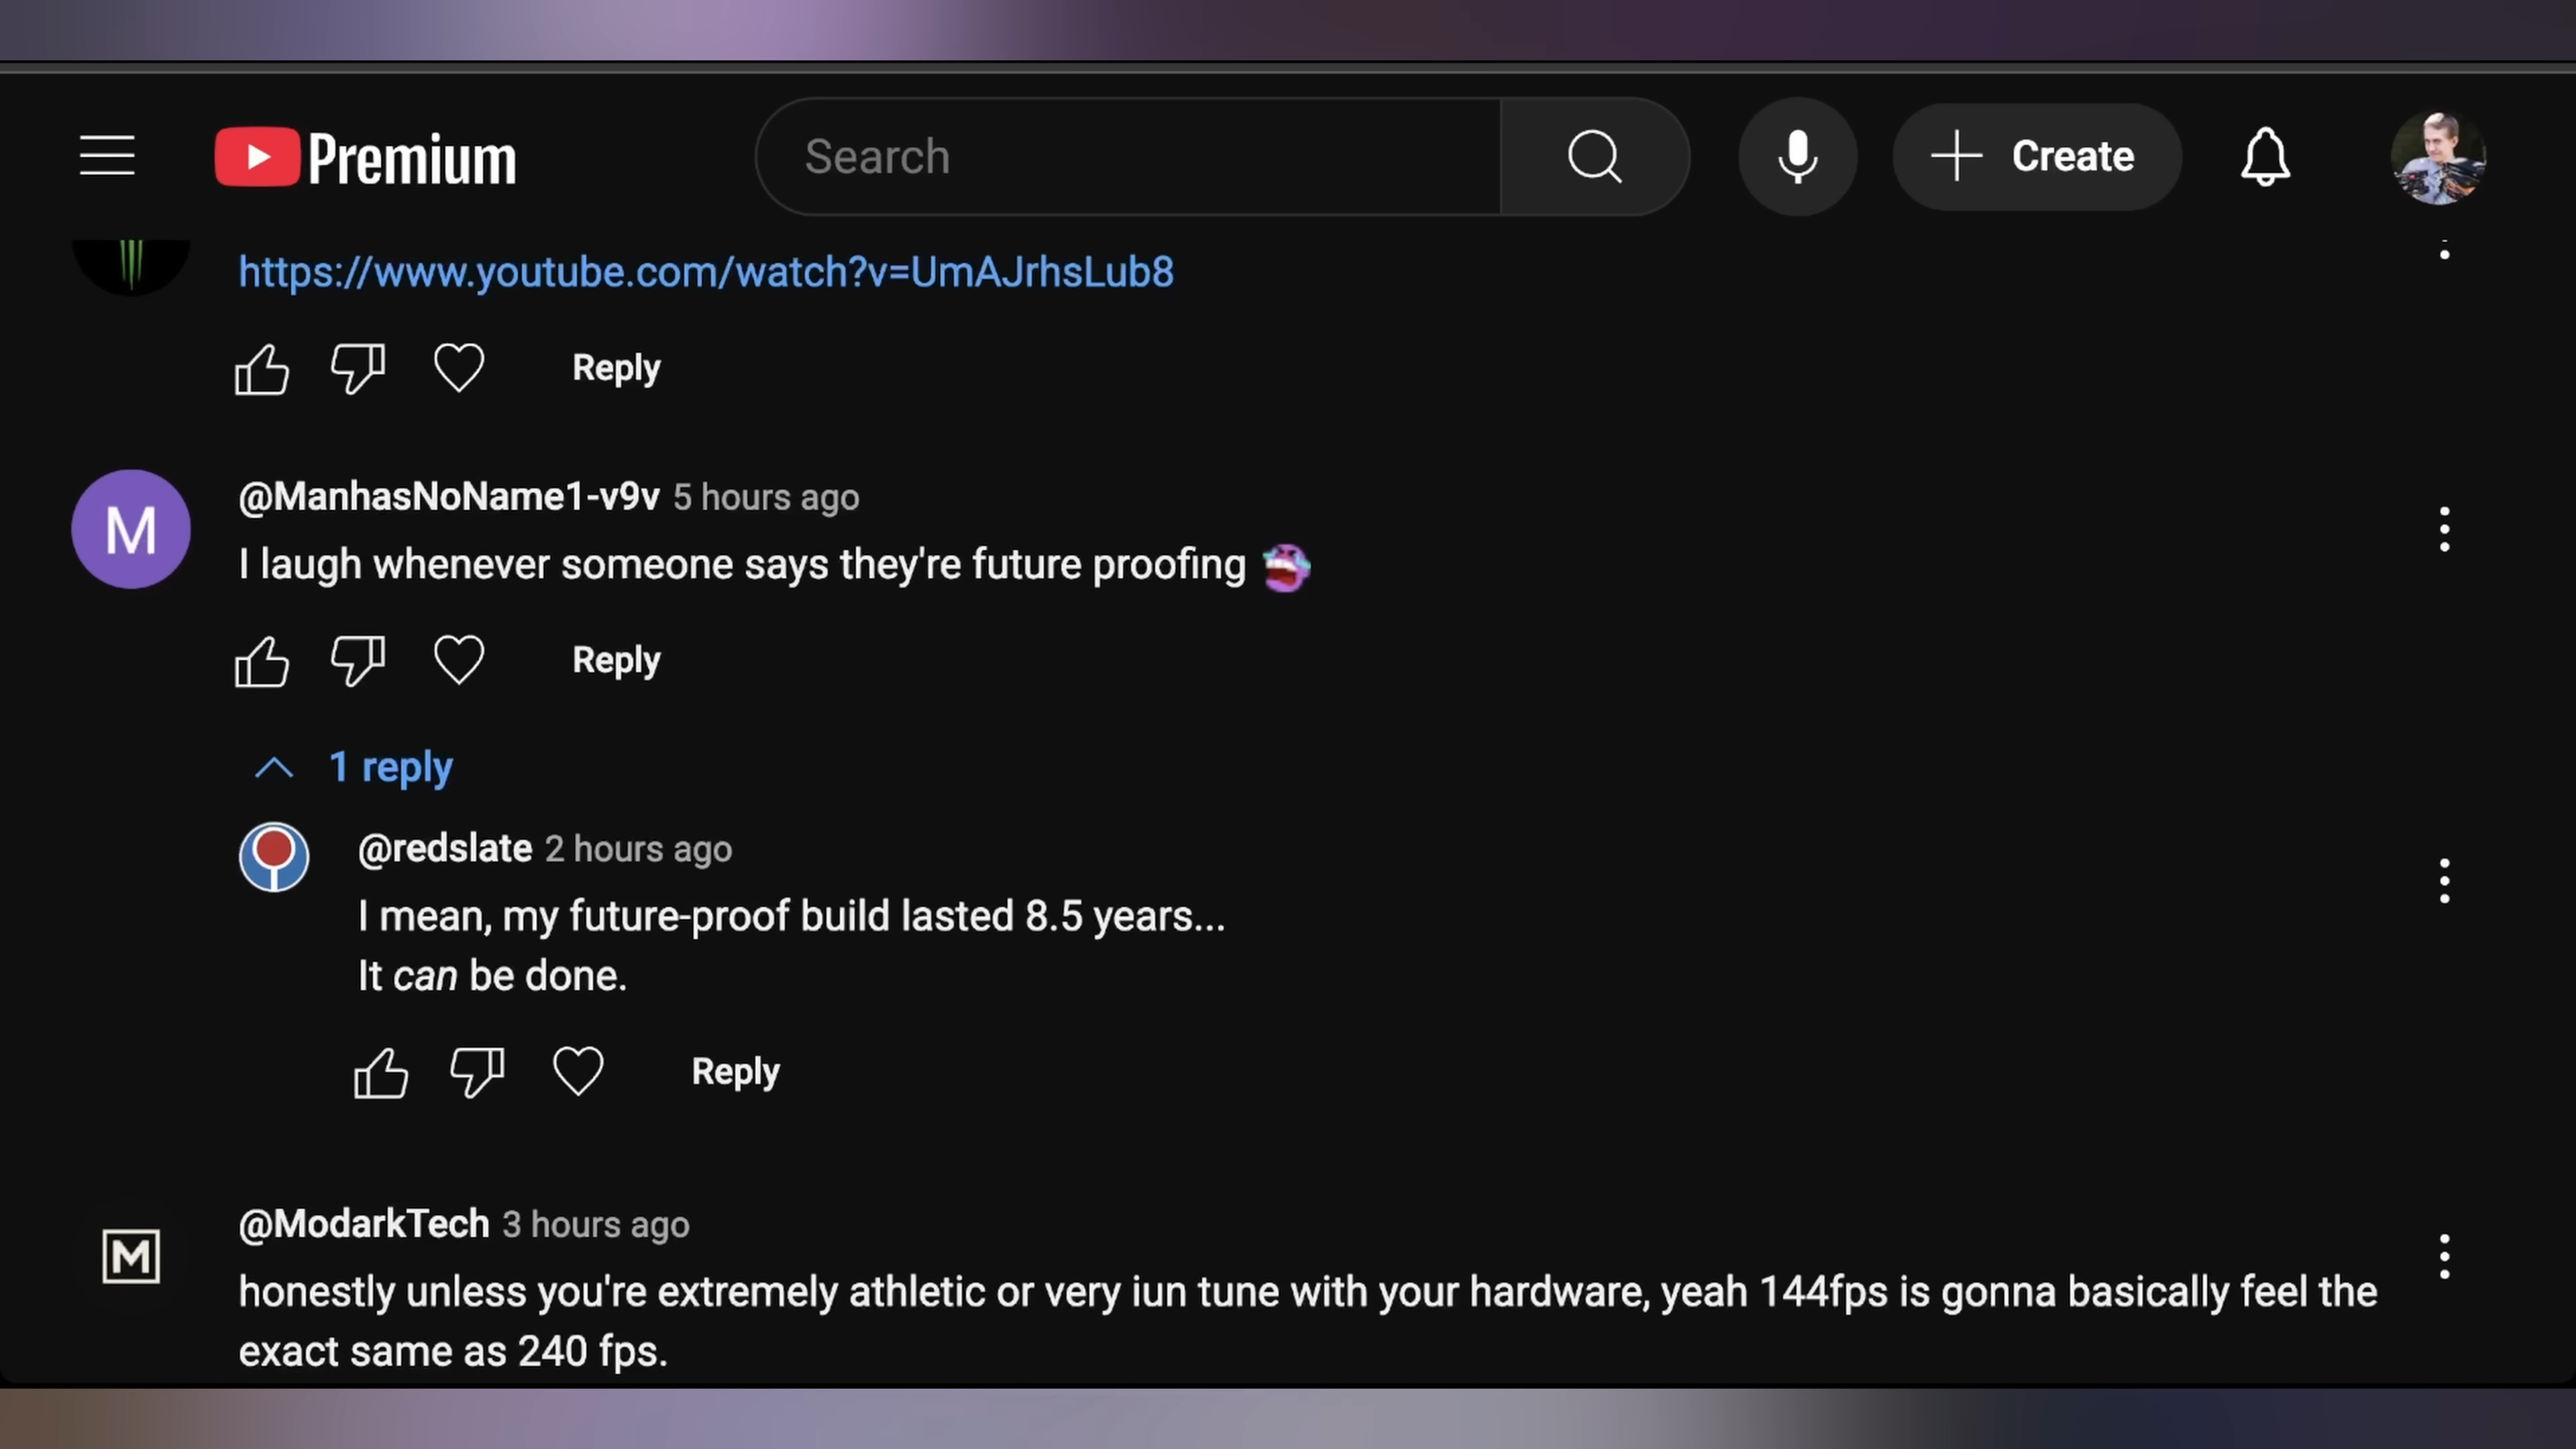 Premium
Search
Create
https://www.youtube.com/watch?v=UmAJrhsLub8
Reply
M
@ManhasNoName1-v9v 5 hours ago
I laugh whenever someone says they're future proofing
Reply
1 reply
@redslate 2 hours ago
I mean, my future-proof build lasted 8.5 years...
It can be done.
Reply
M
@ModarkTech 3 hours ago
honestly unless you're extremely athletic or very iun tune with your hardware, yeah 144fps is gonna basically feel the
exact same as 240 fps.